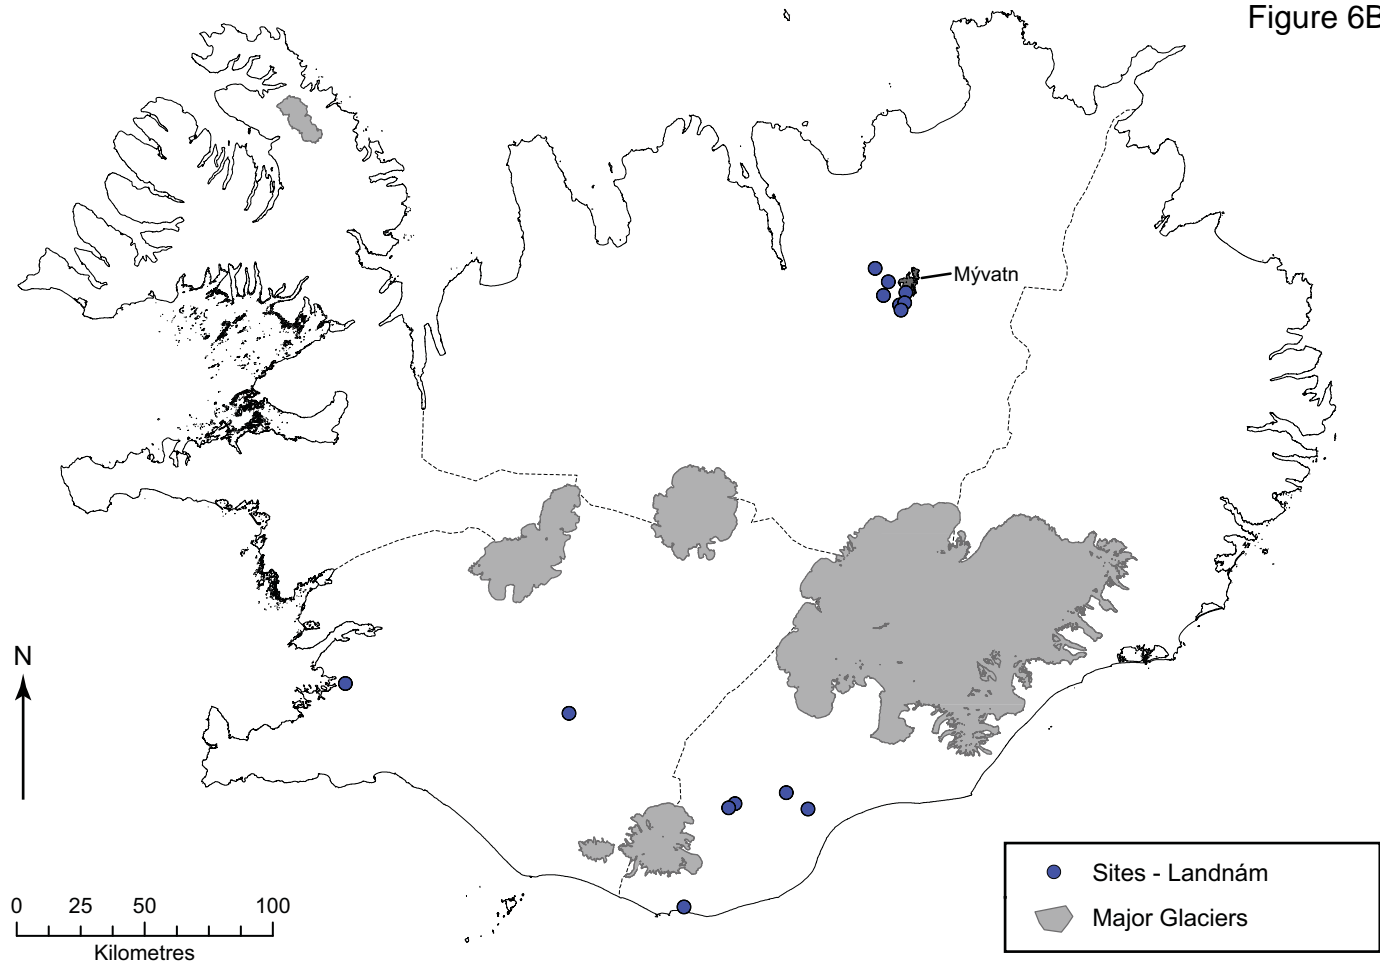 Figure 6B
Mývatn
N
0 25 50 100
Kilometres
Sites - Landnám
Major Glaciers